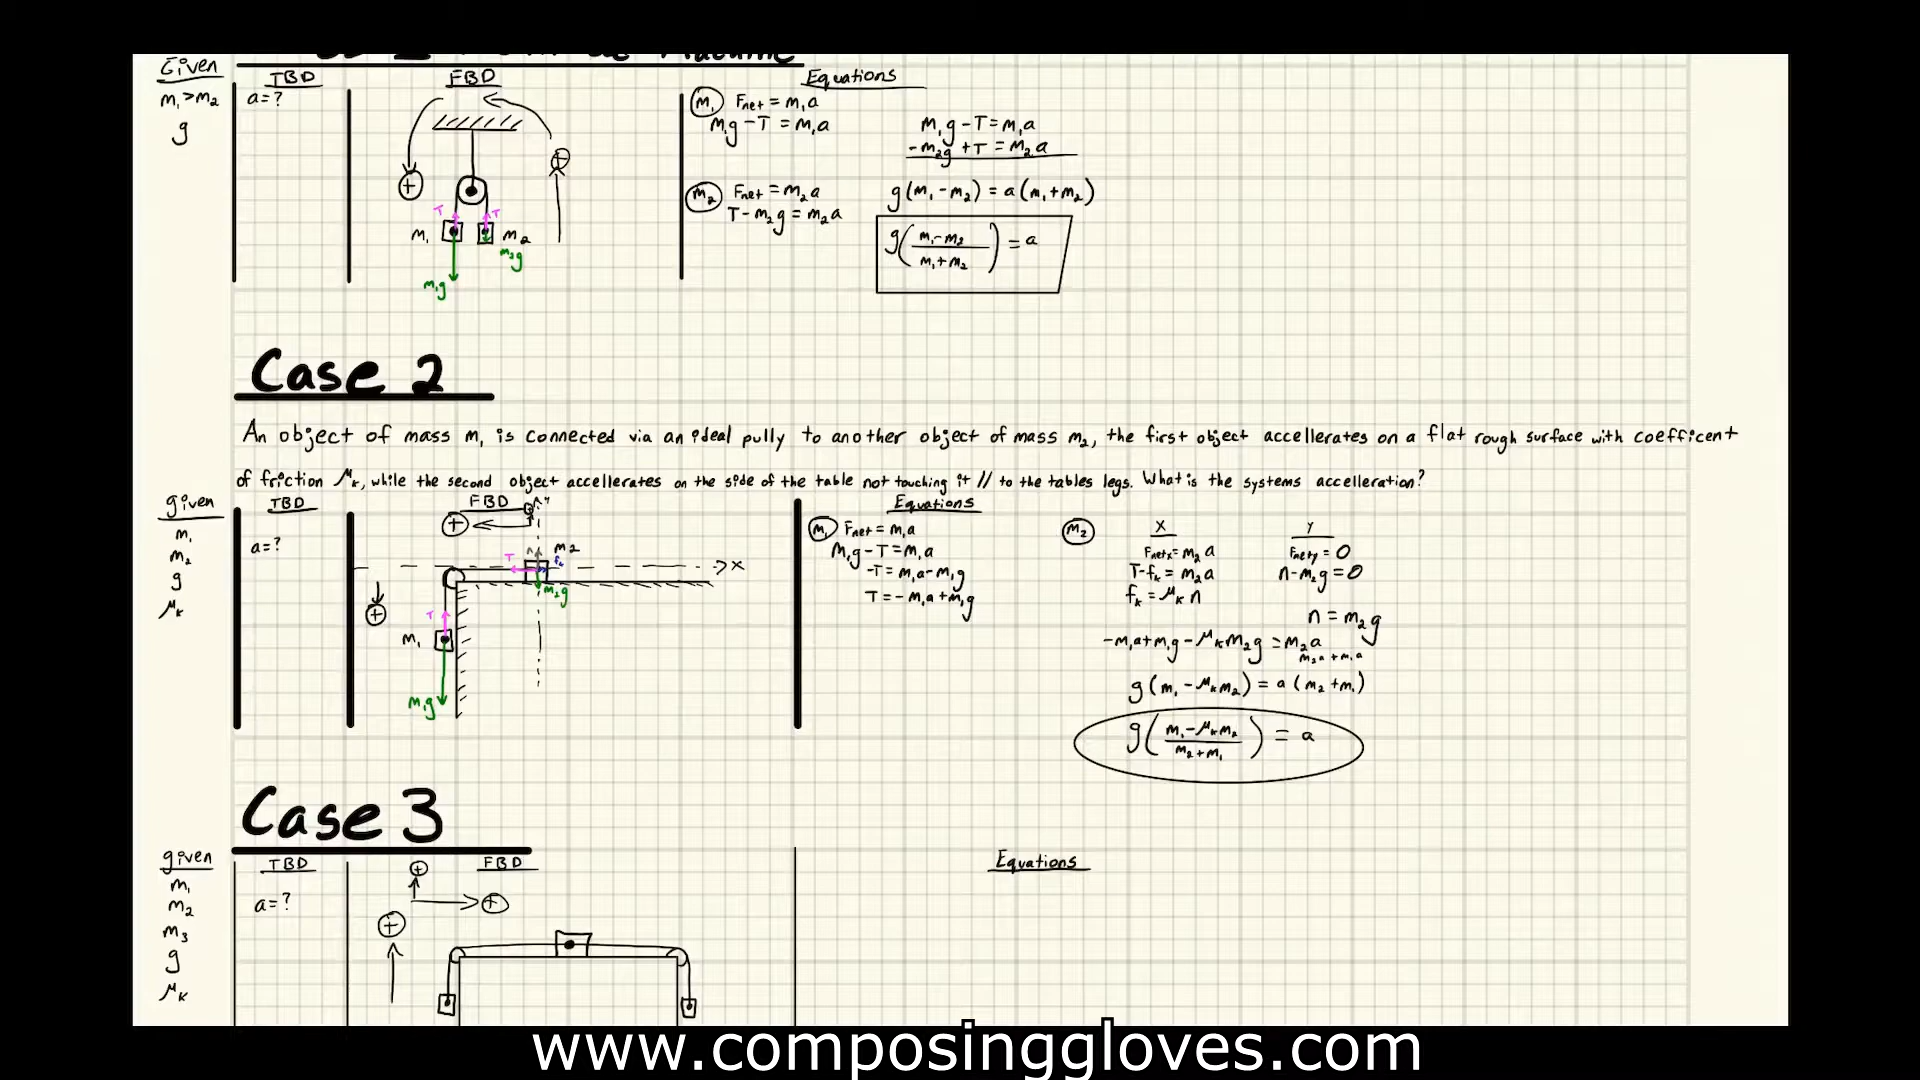 Given
TBD
FBD
Equations
m₁>m₂
g
a=?
m₁ Fnet = m₁a
m₁g - T = m₁a
m₂ Fnet = m₂a
T - m₂g = m₂a
m₁g - T = m₁a
-m₂g + T = m₂a
g(m₁-m₂) = a(m₁+m₂)
g(m₁-m₂/m₁+m₂) = a
+
+
T
T
m₁
m₂
m₂g
m₁g
Case 2
An object of mass m, is connected via an ideal pully to another object of mass m₂, the first object accellerates on a flat rough surface with coefficent
of friction μk, while the second object accellerates on the side of the table not touching it // to the tables legs. What is the systems accelleration?
given
TBD
FBD
Equations
m₁
m₂
g
μk
a=?
+
y
T
n
m2
fk
x
m₂g
+
T
m₁
m₁g
m₁ Fnet = m₁a
m₁g - T = m₁a
-T = m₁a - m₁g
T = -m₁a + m₁g
m₂
x
Fnetx = m₂a
T - fk = m₂a
fk = μk n
y
Fnety = 0
n - m₂g = 0
n = m₂g
-m₁a + m₁g - μk m₂g = m₂a
m₂a + m₁a
g(m₁ - μk m₂) = a(m₂ + m₁)
g(m₁ - μk m₂/m₂ + m₁) = a
Case 3
given
TBD
FBD
Equations
m₁
m₂
m₃
g
μk
a=?
+
+
+
www.composinggloves.com